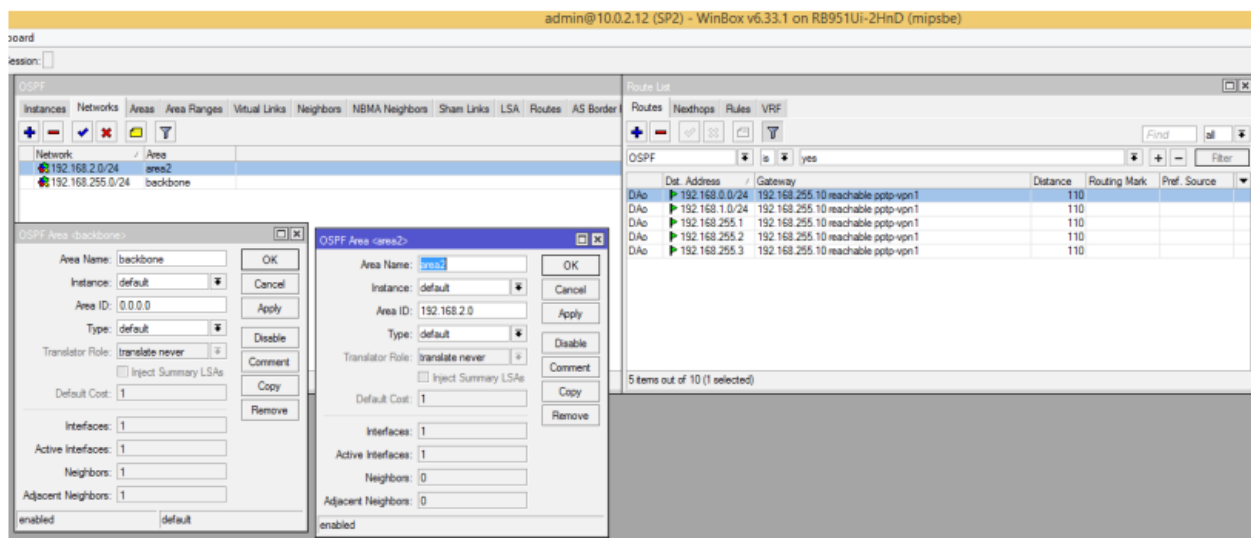 admin@10.0.2.12 (SP2) - WinBox v6.33.1 on RB951Ui-2HnD (mipsbe)
board
ession:
OSPF
Instances Networks Areas Area Ranges Virtual Links Neighbors NBMA Neighbors Sham Links LSA Routes AS Border
Network / Area
192.168.2.0/24 area2
192.168.255.0/24 backbone
OSPF Area <backbone>
Area Name: backbone OK
Instance: default Cancel
Area ID: 0.0.0.0 Apply
Type: default Disable
Translator Role: translate never Comment
Inject Summary LSAs Copy
Default Cost: 1 Remove
Interfaces: 1
Active Interfaces: 1
Neighbors: 1
Adjacent Neighbors: 1
enabled default
OSPF Area <area2>
Area Name: area2 OK
Instance: default Cancel
Area ID: 192.168.2.0 Apply
Type: default Disable
Translator Role: translate never Comment
Inject Summary LSAs Copy
Default Cost: 1 Remove
Interfaces: 1
Active Interfaces: 1
Neighbors: 0
Adjacent Neighbors: 0
enabled
Route List
Routes Nexthops Rules VRF
Find all
OSPF is yes + - Filter
Dst. Address / Gateway Distance Routing Mark Pref. Source
DAo 192.168.0.0/24 192.168.255.10 reachable pptp-vpn1 110
DAo 192.168.1.0/24 192.168.255.10 reachable pptp-vpn1 110
DAo 192.168.255.1 192.168.255.10 reachable pptp-vpn1 110
DAo 192.168.255.2 192.168.255.10 reachable pptp-vpn1 110
DAo 192.168.255.3 192.168.255.10 reachable pptp-vpn1 110
5 items out of 10 (1 selected)